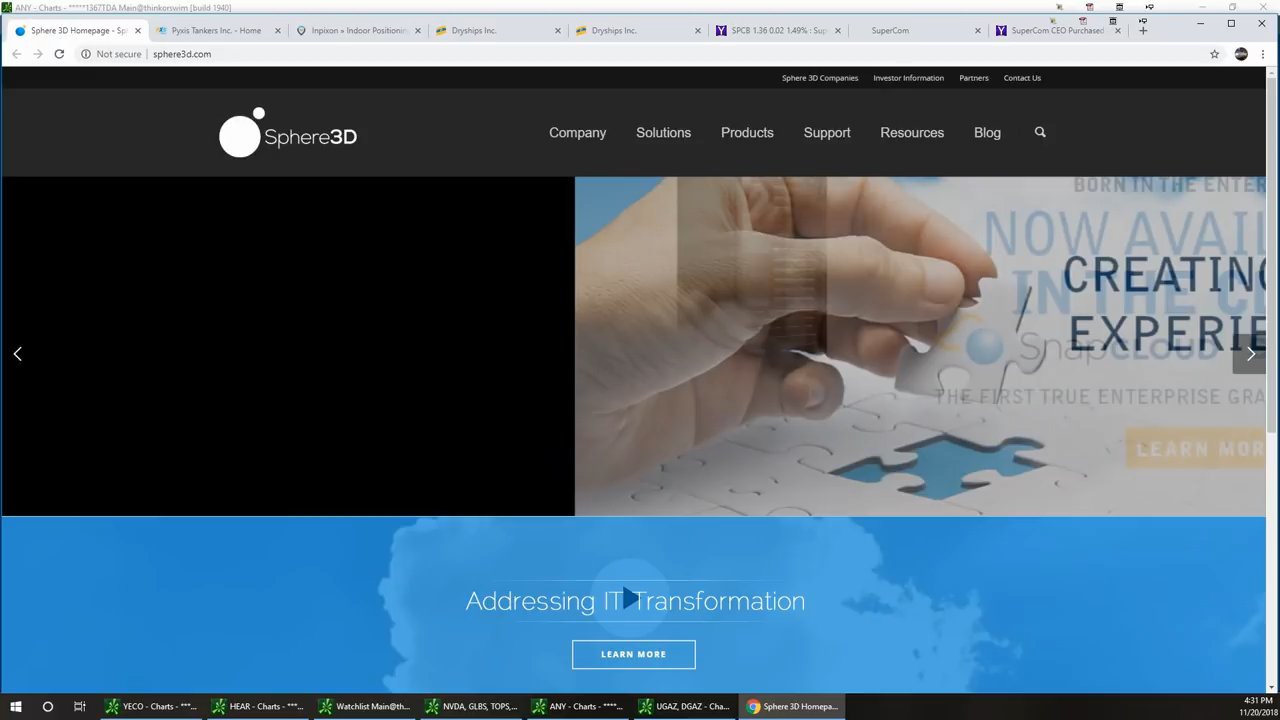 ANY - Charts - *****1367TDA Main@thinkorswim [build 1940]
Sphere 3D Homepage - Sp
Pyxis Tankers Inc. - Home
Inpixon » Indoor Positionin
Dryships Inc.
Dryships Inc.
SPCB 1.36 0.02 1.49% : Sup
SuperCom
SuperCom CEO Purchased
Not secure
sphere3d.com
Sphere 3D Companies
Investor Information
Partners
Contact Us
Sphere3D
Company
Solutions
Products
Support
Resources
Blog
BORN IN THE ENTER
NOW AVAIL
IN THE CL
CREATING
EXPERIE
SnapCLOUD
THE FIRST TRUE ENTERPRISE GRA
LEARN MOR
Addressing IT Transformation
LEARN MORE
YECO - Charts - ***...
HEAR - Charts - ***...
Watchlist Main@th...
NVDA, GLBS, TOPS,...
ANY - Charts - ****...
UGAZ, DGAZ - Cha...
Sphere 3D Homepa...
4:31 PM
11/20/2018